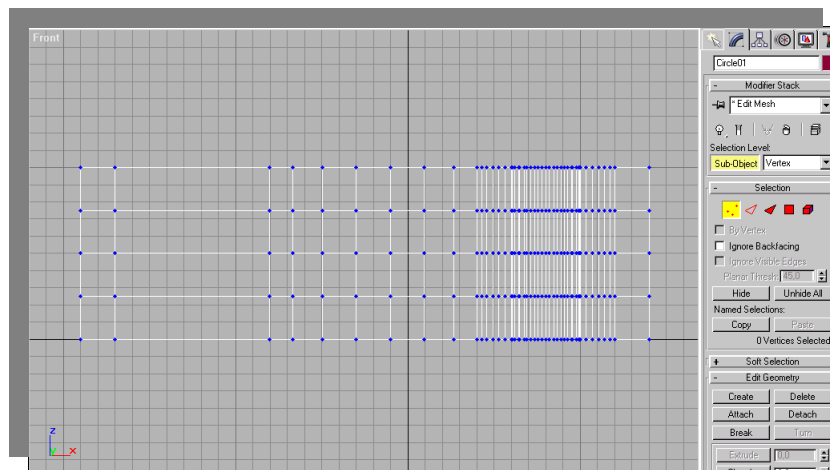 Front
Circle01
- Modifier Stack
* Edit Mesh
Selection Level:
Sub-Object Vertex
- Selection
By Vertex
Ignore Backfacing
Ignore Visible Edges
Planar Thresh: 45,0
Hide Unhide All
Named Selections:
Copy Paste
0 Vertices Selected
+ Soft Selection
- Edit Geometry
Create Delete
Attach Detach
Break Turn
Extrude 0,0
z
y x